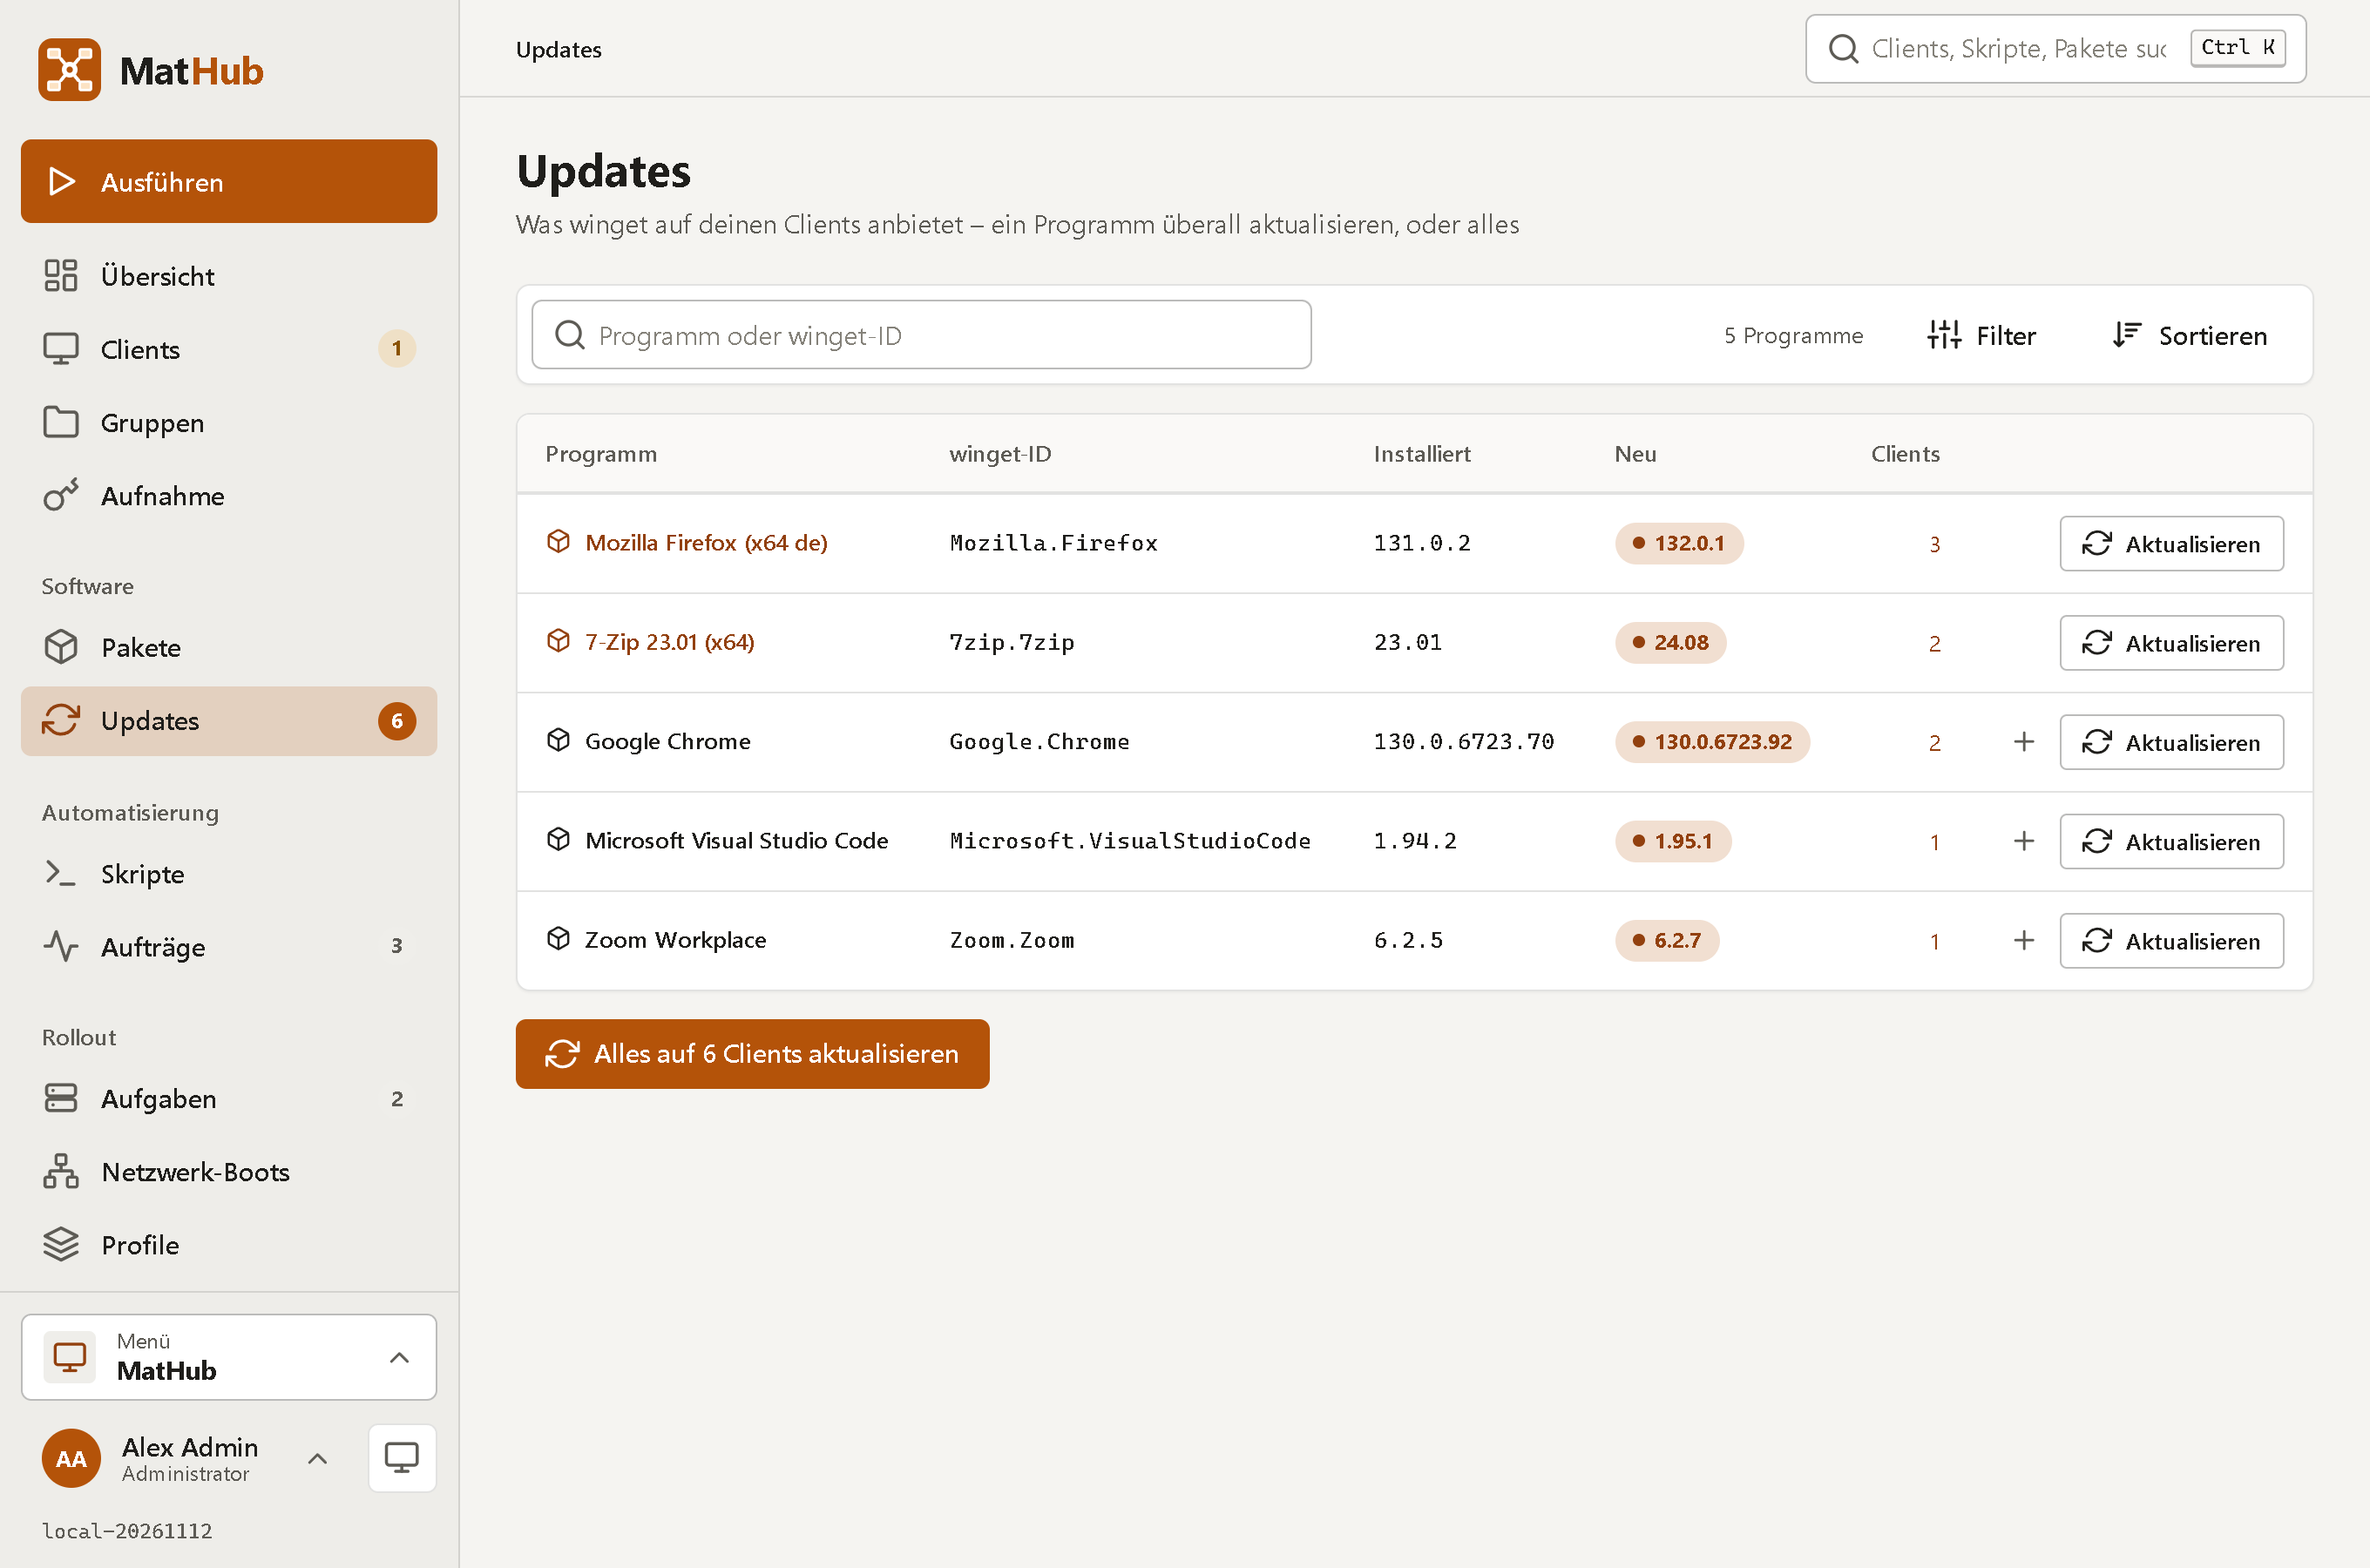 MatHub
Ausführen
Übersicht
Clients 1
Gruppen
Aufnahme
Software
Pakete
Updates 6
Automatisierung
Skripte
Aufträge 3
Rollout
Aufgaben 2
Netzwerk-Boots
Profile
Menü
MatHub
AA
Alex Admin
Administrator
local-20261112
Updates
Clients, Skripte, Pakete suc
Ctrl K
Updates
Was winget auf deinen Clients anbietet – ein Programm überall aktualisieren, oder alles
Programm oder winget-ID
5 Programme
Filter
Sortieren
Programm winget-ID Installiert Neu Clients
Mozilla Firefox (x64 de) Mozilla.Firefox 131.0.2 132.0.1 3 Aktualisieren
7-Zip 23.01 (x64) 7zip.7zip 23.01 24.08 2 Aktualisieren
Google Chrome Google.Chrome 130.0.6723.70 130.0.6723.92 2 + Aktualisieren
Microsoft Visual Studio Code Microsoft.VisualStudioCode 1.94.2 1.95.1 1 + Aktualisieren
Zoom Workplace Zoom.Zoom 6.2.5 6.2.7 1 + Aktualisieren
Alles auf 6 Clients aktualisieren